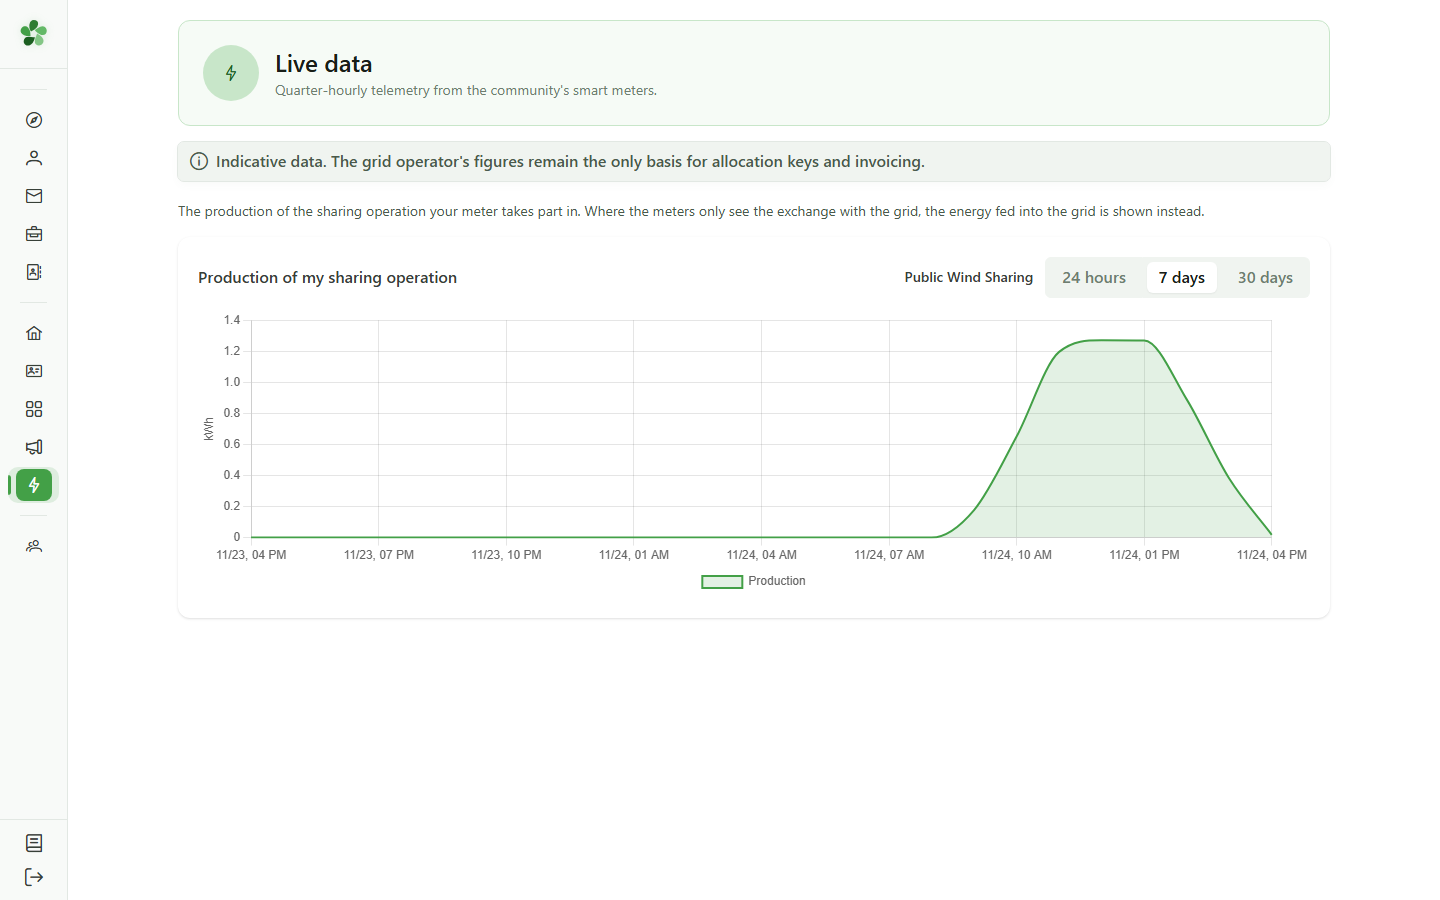 Live data
Quarter-hourly telemetry from the community's smart meters.
Indicative data. The grid operator's figures remain the only basis for allocation keys and invoicing.
The production of the sharing operation your meter takes part in. Where the meters only see the exchange with the grid, the energy fed into the grid is shown instead.
Production of my sharing operation
Public Wind Sharing
24 hours
7 days
30 days
1.4
1.2
1.0
0.8
0.6
0.4
0.2
0
kWh
11/23, 04 PM
11/23, 07 PM
11/23, 10 PM
11/24, 01 AM
11/24, 04 AM
11/24, 07 AM
11/24, 10 AM
11/24, 01 PM
11/24, 04 PM
Production